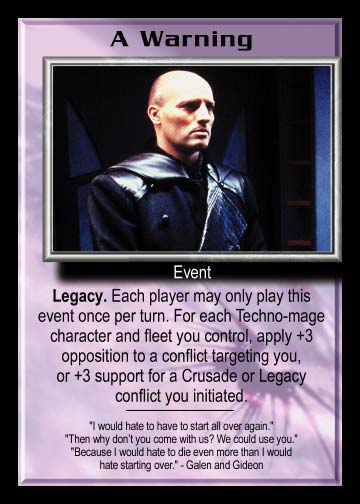 A Warning
Event
Legacy. Each player may only play this
event once per turn. For each Techno-mage
character and fleet you control, apply +3
opposition to a conflict targeting you,
or +3 support for a Crusade or Legacy
conflict you initiated.
"I would hate to have to start all over again."
"Then why don't you come with us? We could use you."
"Because I would hate to die even more than I would
hate starting over." - Galen and Gideon